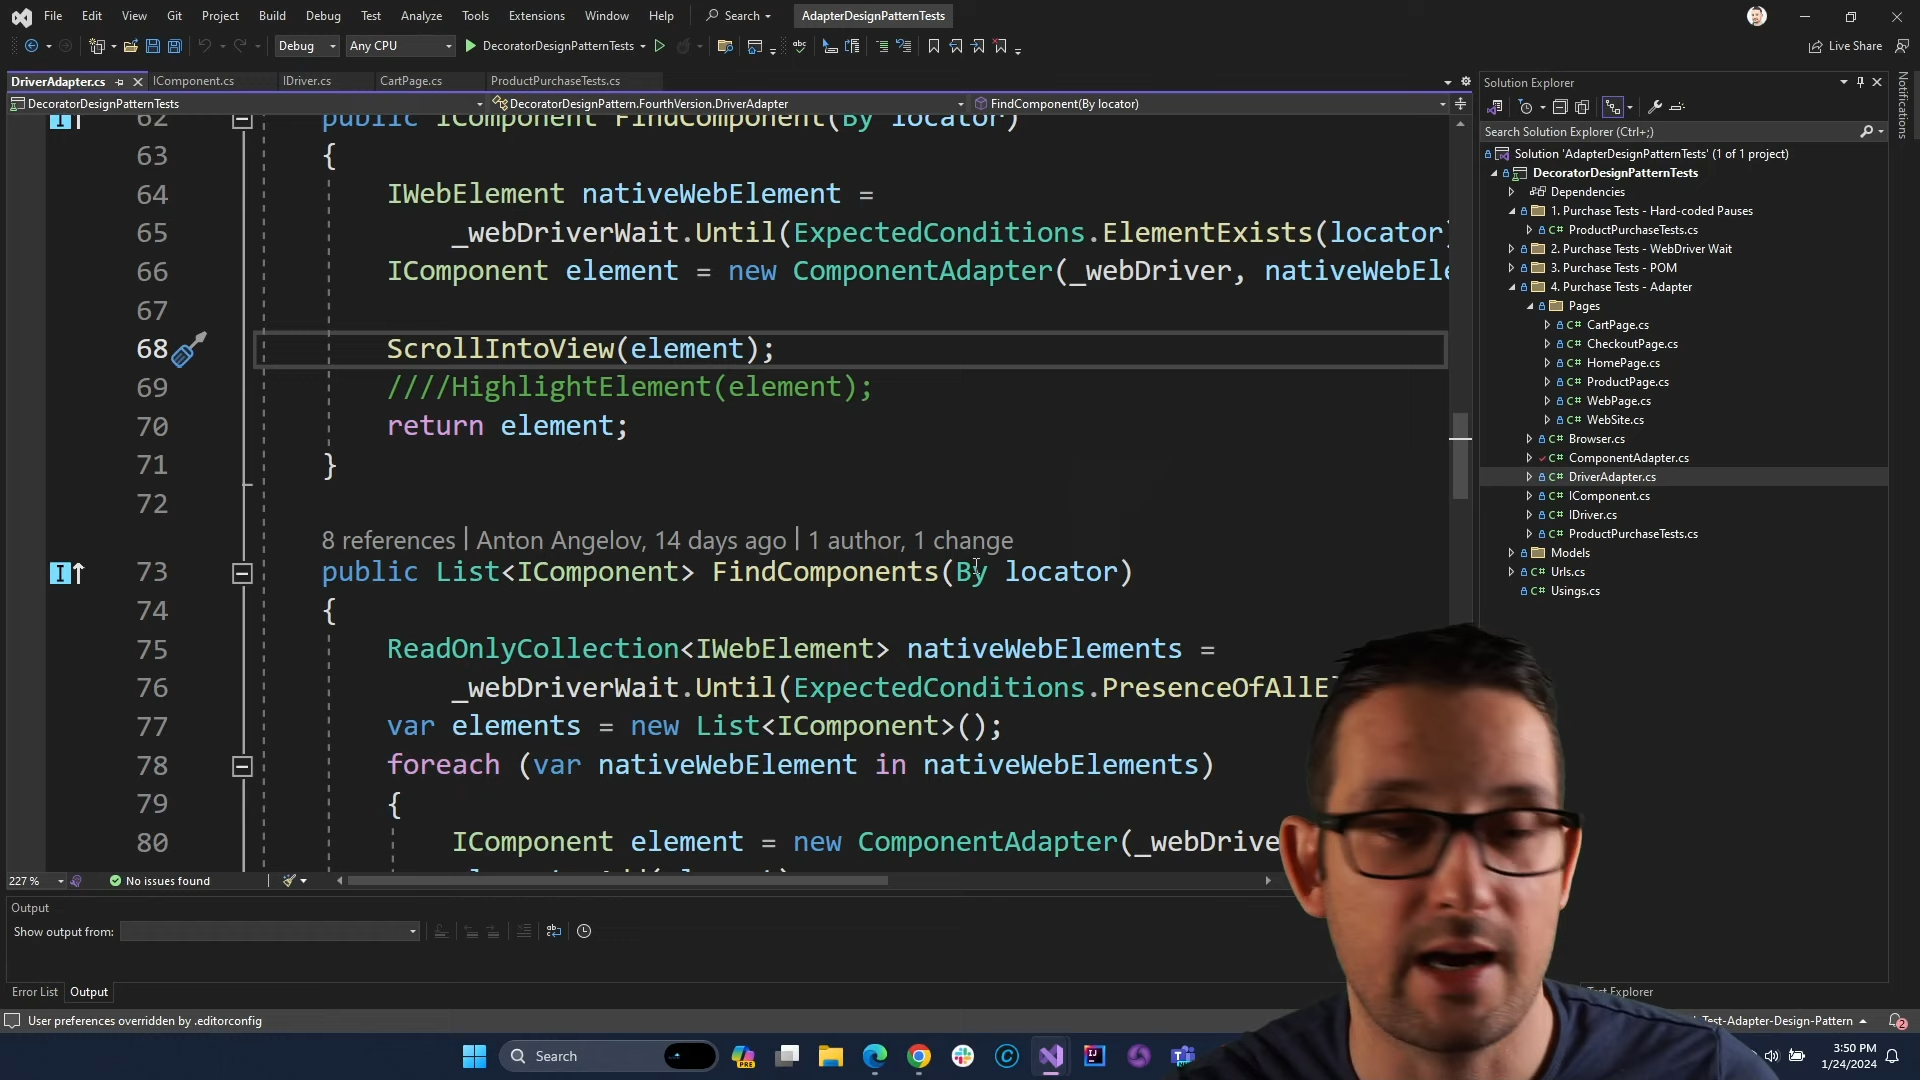 File Edit View Git Project Build Debug Test Analyze Tools Extensions Window Help Search AdapterDesignPatternTests
Debug Any CPU DecoratorDesignPatternTests Live Share
DriverAdapter.cs IComponent.cs IDriver.cs CartPage.cs ProductPurchaseTests.cs
DecoratorDesignPatternTests DecoratorDesignPattern.FourthVersion.DriverAdapter FindComponent(By locator)
62 public IComponent FindComponent(By locator)
63 {
64 IWebElement nativeWebElement =
65 _webDriverWait.Until(ExpectedConditions.ElementExists(locator)
66 IComponent element = new ComponentAdapter(_webDriver, nativeWebEle
67
68 ScrollIntoView(element);
69 ////HighlightElement(element);
70 return element;
71 }
72
8 references | Anton Angelov, 14 days ago | 1 author, 1 change
73 public List<IComponent> FindComponents(By locator)
74 {
75 ReadOnlyCollection<IWebElement> nativeWebElements =
76 _webDriverWait.Until(ExpectedConditions.PresenceOfAllEl
77 var elements = new List<IComponent>();
78 foreach (var nativeWebElement in nativeWebElements)
79 {
80 IComponent element = new ComponentAdapter(_webDrive
227 % No issues found
Output
Show output from:
Error List Output
User preferences overridden by .editorconfig
Solution Explorer
Search Solution Explorer (Ctrl+;)
Solution 'AdapterDesignPatternTests' (1 of 1 project)
DecoratorDesignPatternTests
Dependencies
1. Purchase Tests - Hard-coded Pauses
C# ProductPurchaseTests.cs
2. Purchase Tests - WebDriver Wait
3. Purchase Tests - POM
4. Purchase Tests - Adapter
Pages
C# CartPage.cs
C# CheckoutPage.cs
C# HomePage.cs
C# ProductPage.cs
C# WebPage.cs
C# WebSite.cs
C# Browser.cs
C# ComponentAdapter.cs
C# DriverAdapter.cs
C# IComponent.cs
C# IDriver.cs
C# ProductPurchaseTests.cs
Models
C# Urls.cs
C# Usings.cs
Notifications
Test Explorer
Test-Adapter-Design-Pattern 2
Search PRE
3:50 PM
1/24/2024